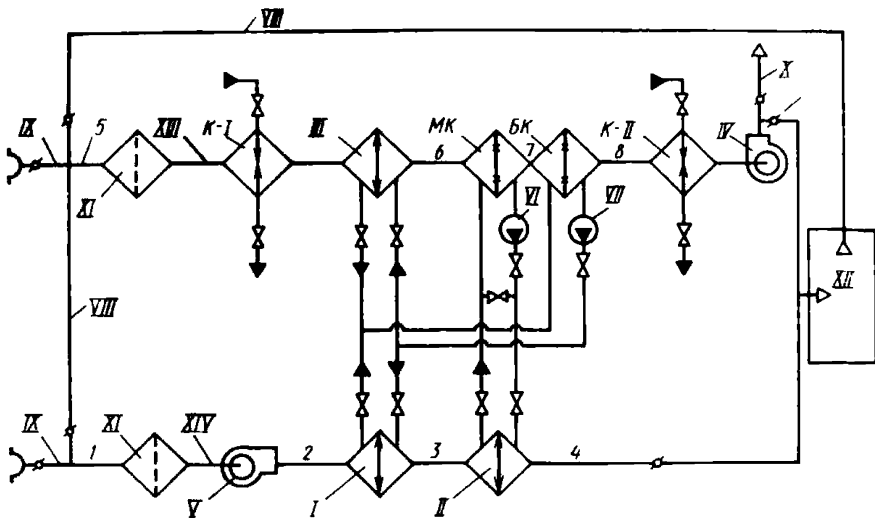 VIII
X
IX 5 XIII К-I III МК БК К-II IV
6 7 8
XI VI VII
XII
VIII
IX XI XIV
1 2 3 4
V I II